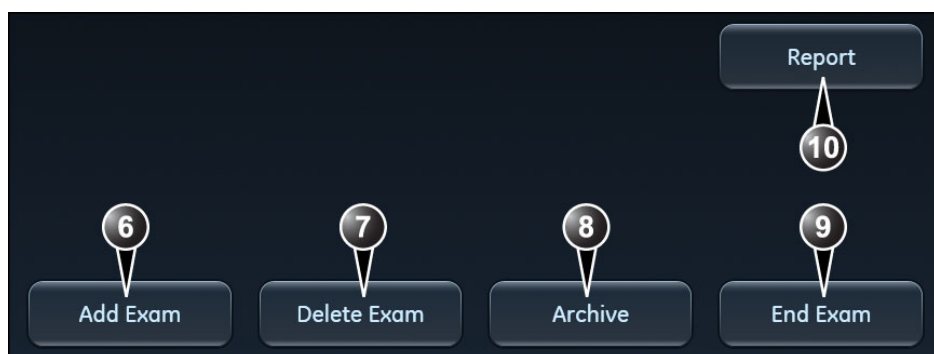 Report
10
6
7
8
9
Add Exam
Delete Exam
Archive
End Exam